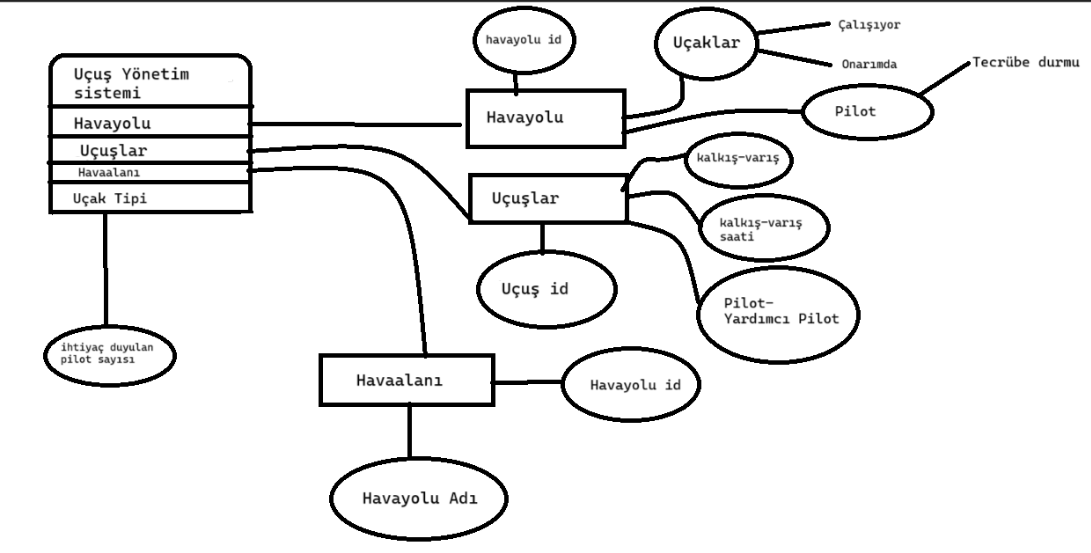 Uçuş Yönetim
sistemi
Havayolu
Uçuşlar
Havaalanı
Uçak Tipi
ihtiyaç duyulan
pilot sayısı
havayolu id
Havayolu
Uçaklar
Çalışıyor
Onarımda
Pilot
Tecrübe durmu
Uçuşlar
kalkış-varış
kalkış-varış
saati
Pilot-
Yardımcı Pilot
Uçuş id
Havaalanı
Havayolu id
Havayolu Adı